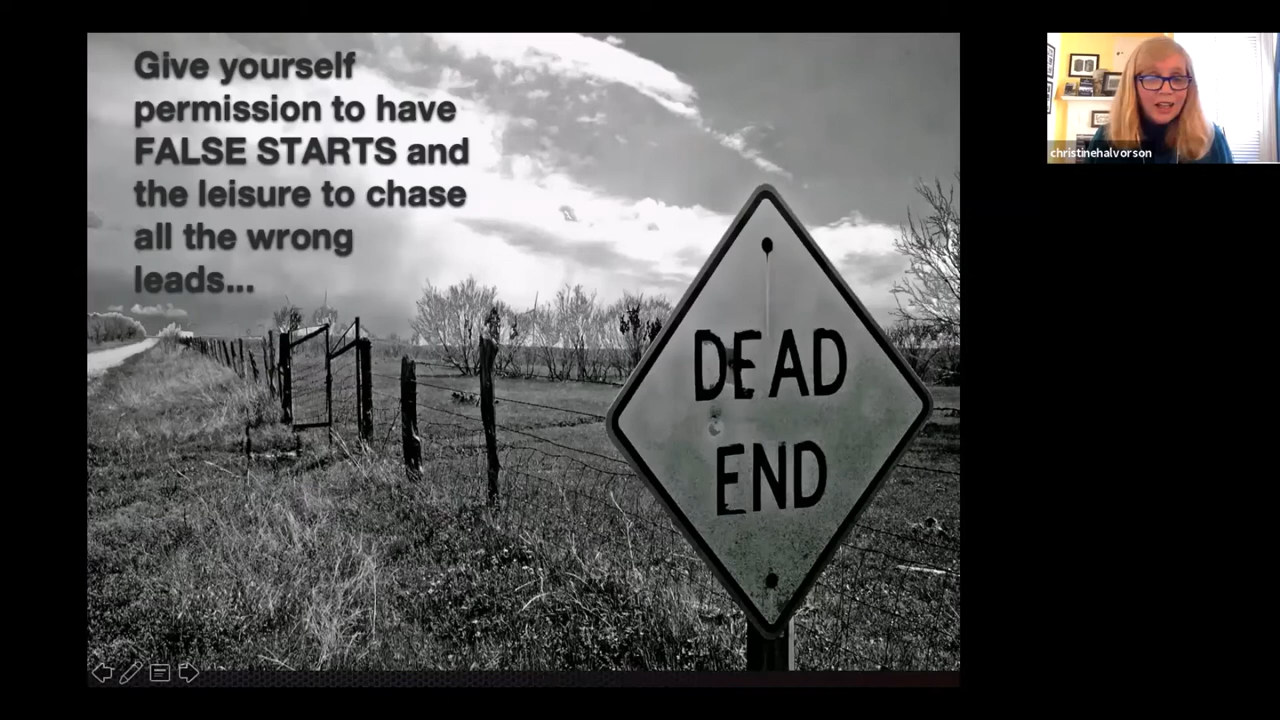 Give yourself
permission to have
FALSE STARTS and
the leisure to chase
all the wrong
leads...
DEAD
END
christinehalvorson